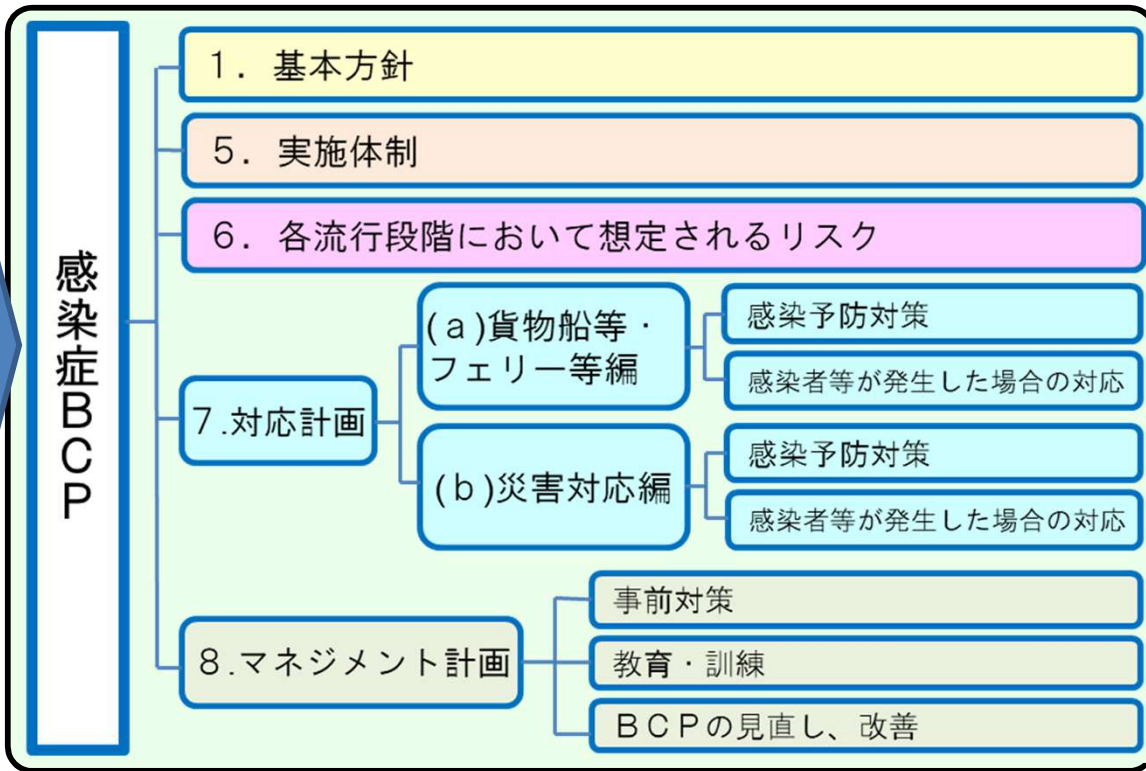 感染症BCP
１．基本方針
５．実施体制
６．各流行段階において想定されるリスク
７.対応計画
(a)貨物船等・
フェリー等編
感染予防対策
感染者等が発生した場合の対応
(b)災害対応編
感染予防対策
感染者等が発生した場合の対応
８.マネジメント計画
事前対策
教育・訓練
ＢＣＰの見直し、改善